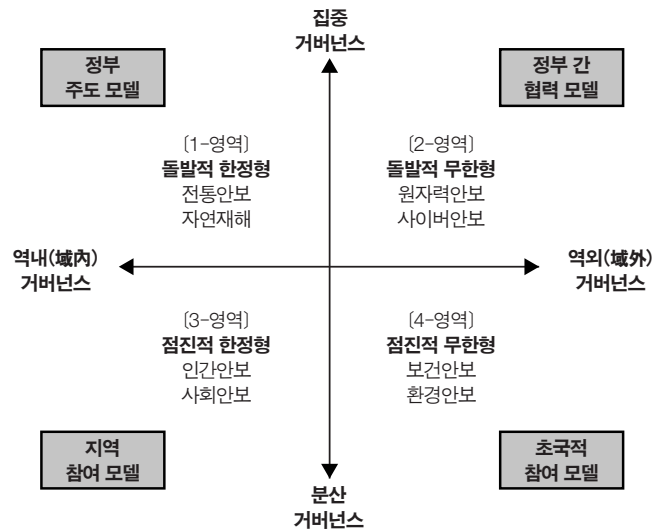 집중
거버넌스
정부
주도 모델
정부 간
협력 모델
〔1-영역〕
돌발적 한정형
전통안보
자연재해
〔2-영역〕
돌발적 무한형
원자력안보
사이버안보
역내(域內)
거버넌스
역외(域外)
거버넌스
〔3-영역〕
점진적 한정형
인간안보
사회안보
〔4-영역〕
점진적 무한형
보건안보
환경안보
지역
참여 모델
초국적
참여 모델
분산
거버넌스